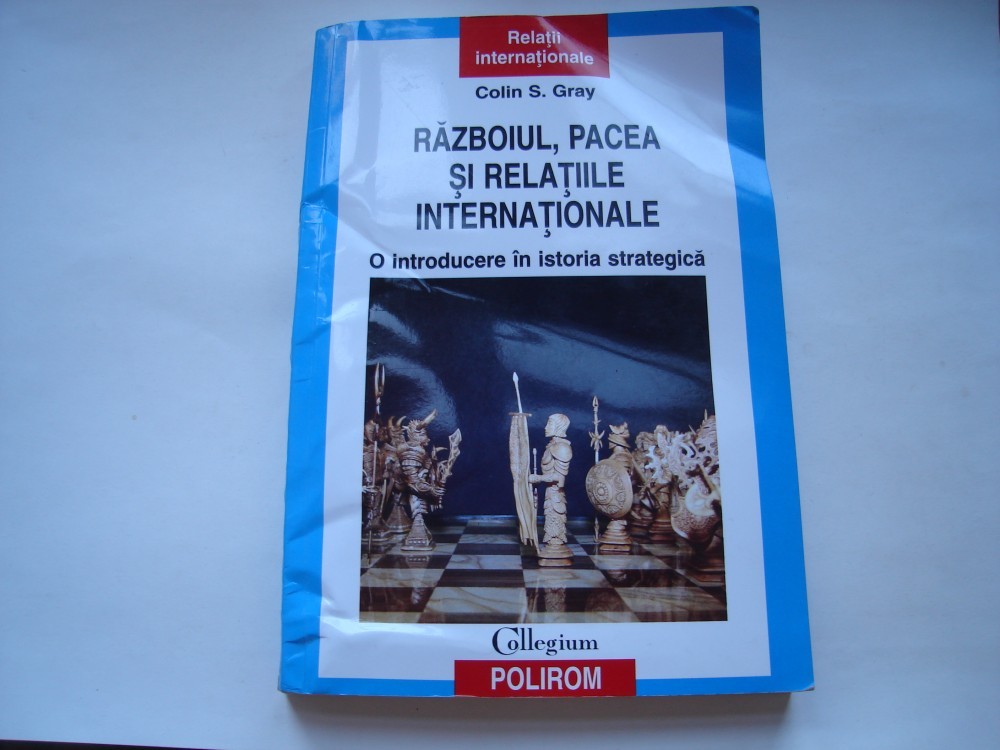 Relații
internaționale
Colin S. Gray
RĂZBOIUL, PACEA
ȘI RELAȚIILE
INTERNAȚIONALE
O introducere în istoria strategică
Collegium
POLIROM